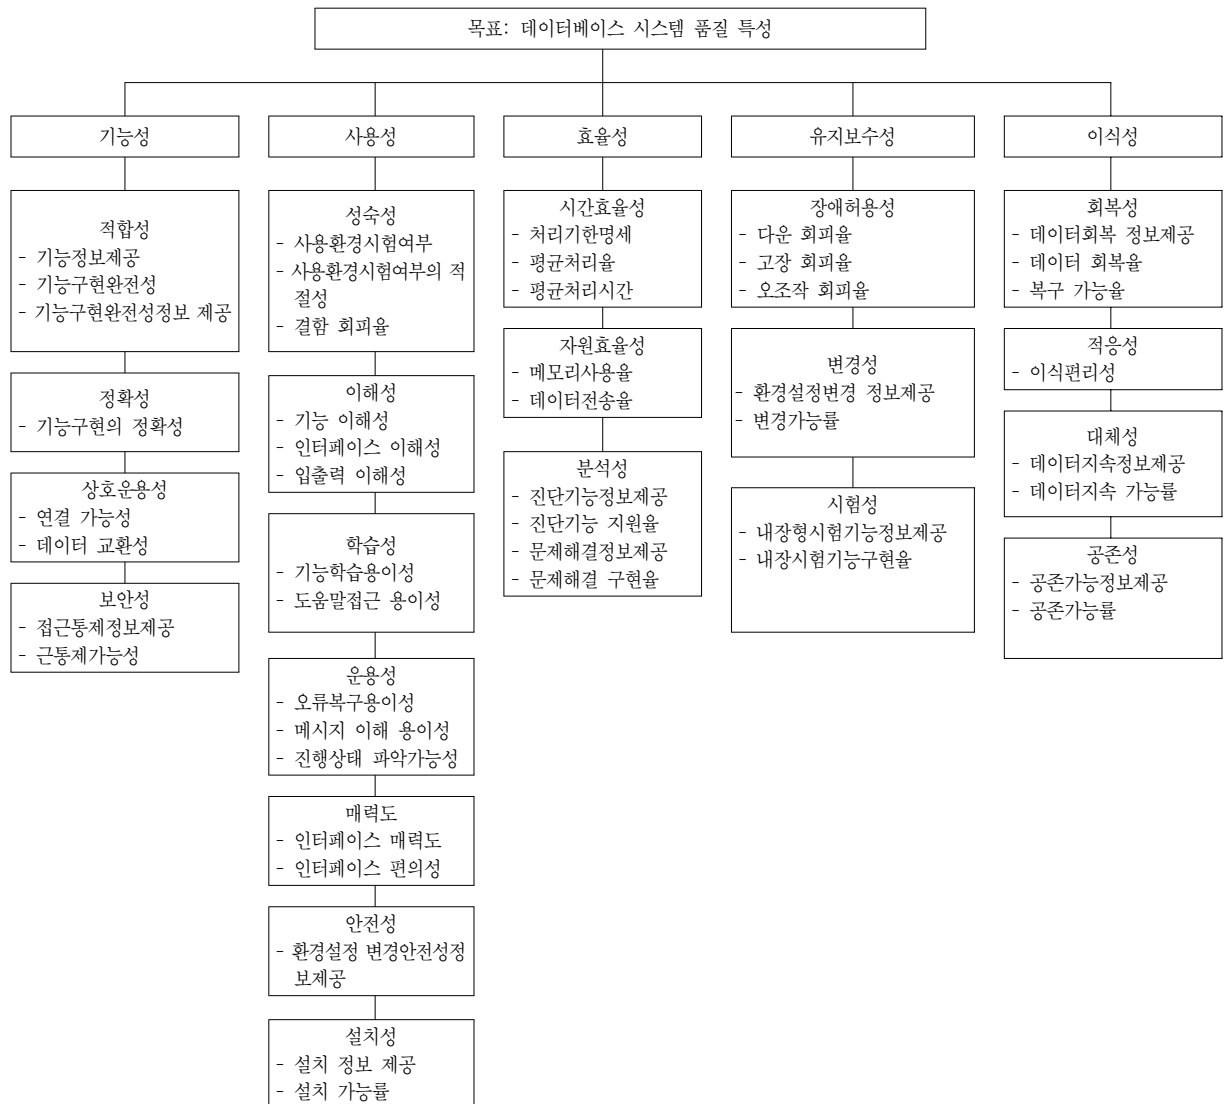 목표: 데이터베이스 시스템 품질 특성
기능성
적합성
- 기능정보제공
- 기능구현완전성
- 기능구현완전성정보 제공
정확성
- 기능구현의 정확성
상호운용성
- 연결 가능성
- 데이터 교환성
보안성
- 접근통제정보제공
- 근통제가능성
사용성
성숙성
- 사용환경시험여부
- 사용환경시험여부의 적
절성
- 결함 회피율
이해성
- 기능 이해성
- 인터페이스 이해성
- 입출력 이해성
학습성
- 기능학습용이성
- 도움말접근 용이성
운용성
- 오류복구용이성
- 메시지 이해 용이성
- 진행상태 파악가능성
매력도
- 인터페이스 매력도
- 인터페이스 편의성
안전성
- 환경설정 변경안전성정
보제공
설치성
- 설치 정보 제공
- 설치 가능률
효율성
시간효율성
- 처리기한명세
- 평균처리율
- 평균처리시간
자원효율성
- 메모리사용율
- 데이터전송율
분석성
- 진단기능정보제공
- 진단기능 지원율
- 문제해결정보제공
- 문제해결 구현율
유지보수성
장애허용성
- 다운 회피율
- 고장 회피율
- 오조작 회피율
변경성
- 환경설정변경 정보제공
- 변경가능률
시험성
- 내장형시험기능정보제공
- 내장시험기능구현율
이식성
회복성
- 데이터회복 정보제공
- 데이터 회복율
- 복구 가능율
적응성
- 이식편리성
대체성
- 데이터지속정보제공
- 데이터지속 가능률
공존성
- 공존가능정보제공
- 공존가능률